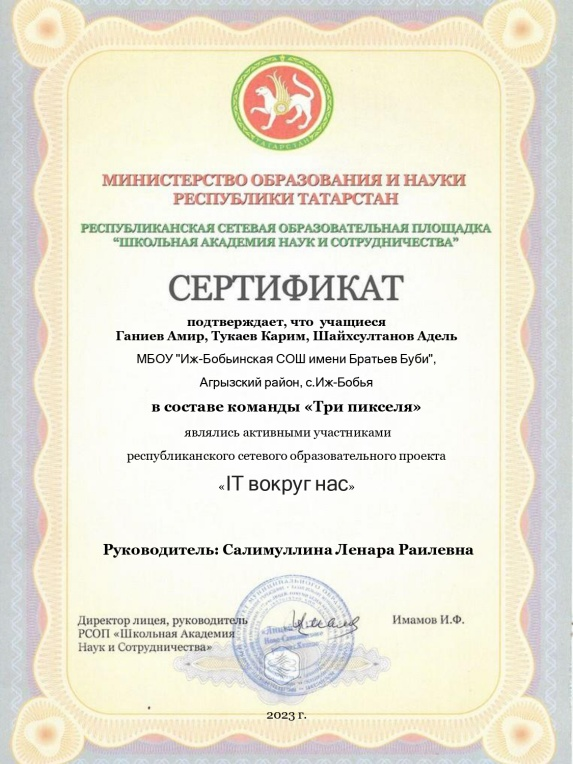 ТАТАРСТАН
МИНИСТЕРСТВО ОБРАЗОВАНИЯ И НАУКИ
РЕСПУБЛИКИ ТАТАРСТАН
РЕСПУБЛИКАНСКАЯ СЕТЕВАЯ ОБРАЗОВАТЕЛЬНАЯ ПЛОЩАДКА
“ШКОЛЬНАЯ АКАДЕМИЯ НАУК И СОТРУДНИЧЕСТВА”
СЕРТИФИКАТ
подтверждает, что учащиеся
Ганиев Амир, Тукаев Карим, Шайхсултанов Адель
МБОУ "Иж-Бобьинская СОШ имени Братьев Буби",
Агрызский район, с.Иж-Бобья
в составе команды «Три пикселя»
являлись активными участниками
республиканского сетевого образовательного проекта
«IT вокруг нас»
Руководитель: Салимуллина Ленара Раилевна
Директор лицея, руководитель
РСОП «Школьная Академия
Наук и Сотрудничества»
Имамов И.Ф.
2023 г.